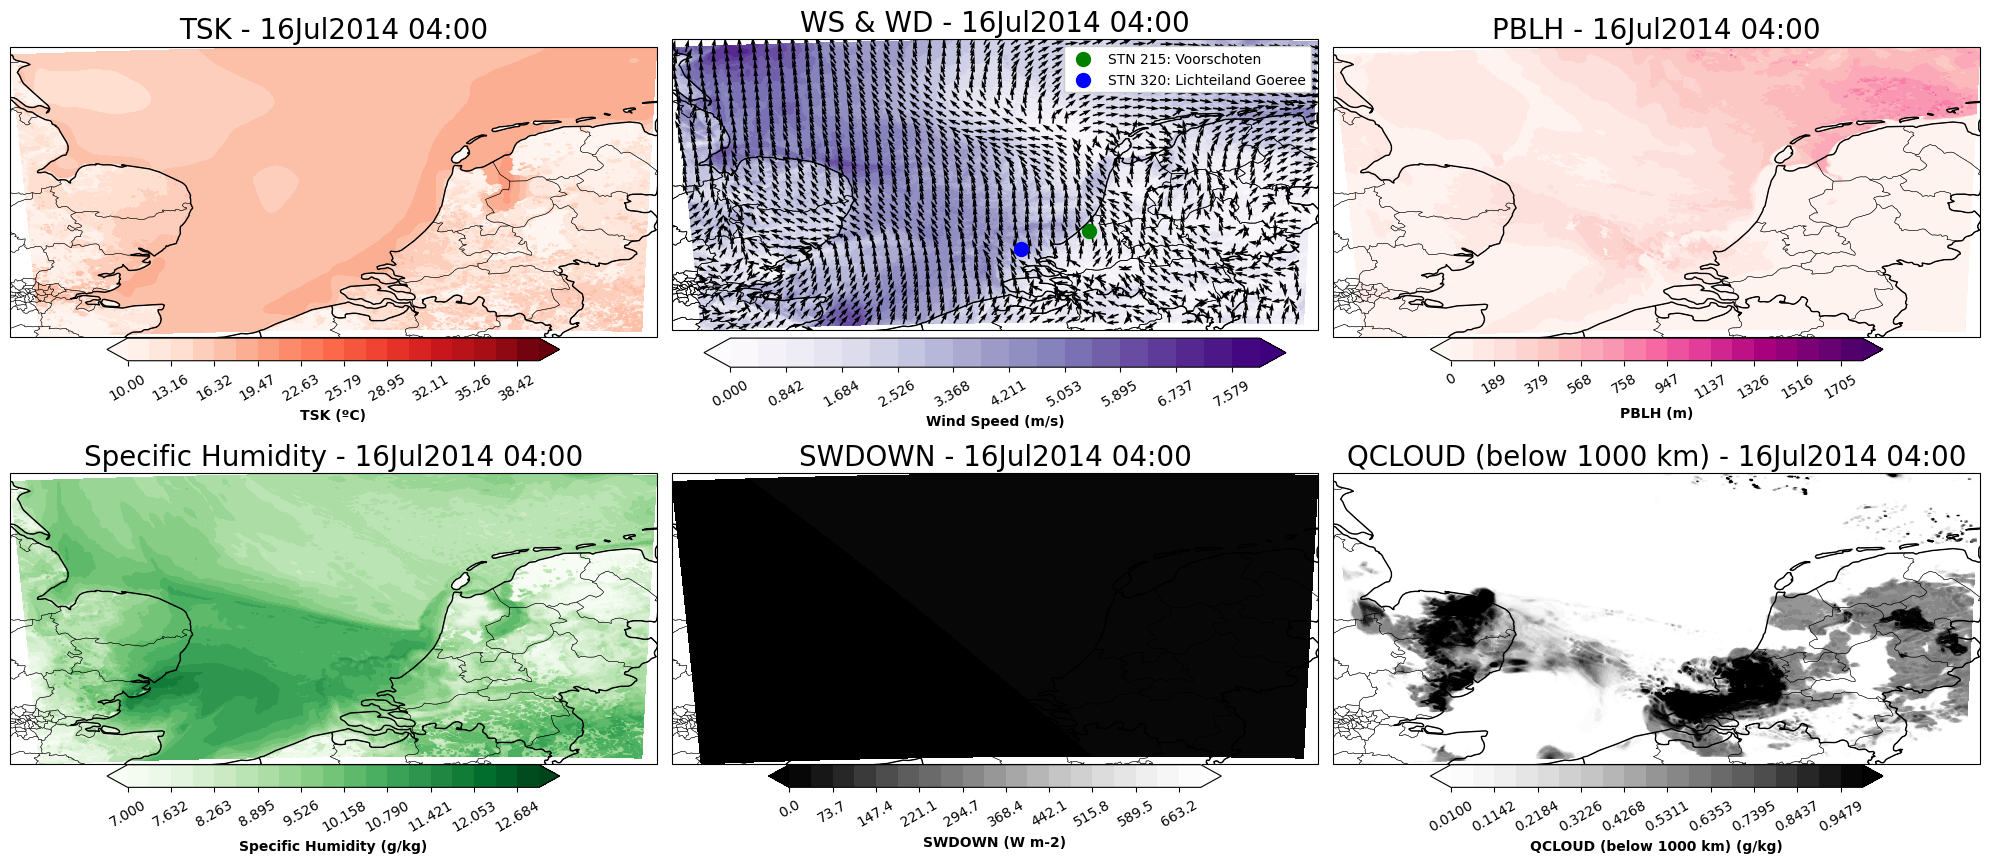 TSK - 16Jul2014 04:00
10.00 13.16 16.32 19.47 22.63 25.79 28.95 32.11 35.26 38.42
TSK (ºC)
WS & WD - 16Jul2014 04:00
STN 215: Voorschoten
STN 320: Lichteiland Goeree
0.000 0.842 1.684 2.526 3.368 4.211 5.053 5.895 6.737 7.579
Wind Speed (m/s)
PBLH - 16Jul2014 04:00
0 189 379 568 758 947 1137 1326 1516 1705
PBLH (m)
Specific Humidity - 16Jul2014 04:00
7.000 7.632 8.263 8.895 9.526 10.158 10.790 11.421 12.053 12.684
Specific Humidity (g/kg)
SWDOWN - 16Jul2014 04:00
0.0 73.7 147.4 221.1 294.7 368.4 442.1 515.8 589.5 663.2
SWDOWN (W m-2)
QCLOUD (below 1000 km) - 16Jul2014 04:00
0.0100 0.1142 0.2184 0.3226 0.4268 0.5311 0.6353 0.7395 0.8437 0.9479
QCLOUD (below 1000 km) (g/kg)